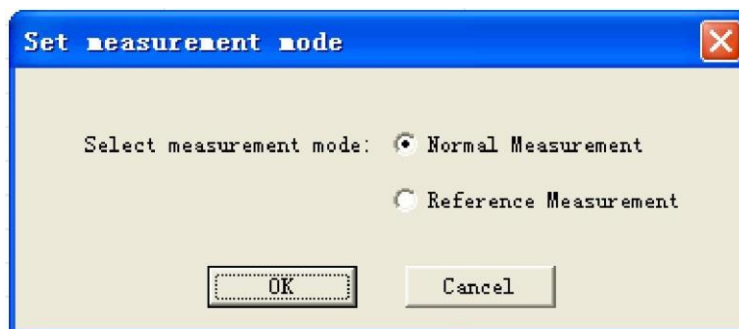 Set measurement mode
Select measurement mode: Normal Measurement
Reference Measurement
OK Cancel